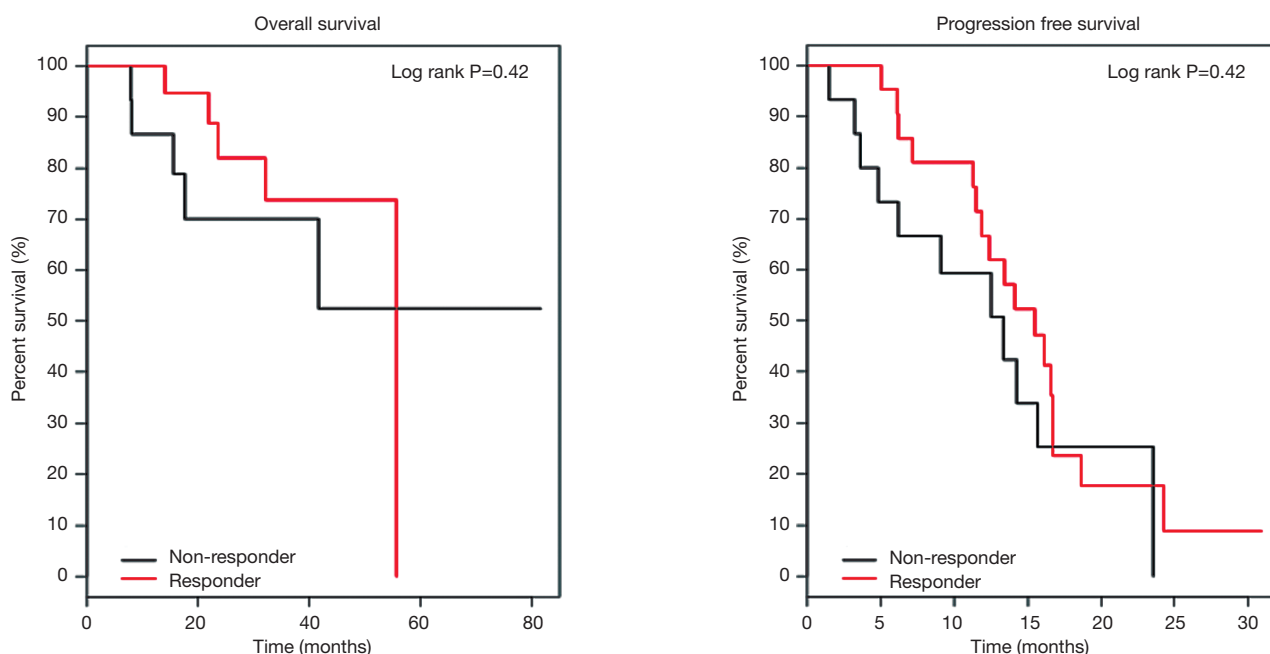 Overall survival
Log rank P=0.42
Percent survival (%)
100
90
80
70
60
50
40
30
20
10
0
Non-responder
Responder
0 20 40 60 80
Time (months)
Progression free survival
Log rank P=0.42
Percent survival (%)
100
90
80
70
60
50
40
30
20
10
0
Non-responder
Responder
0 5 10 15 20 25 30
Time (months)